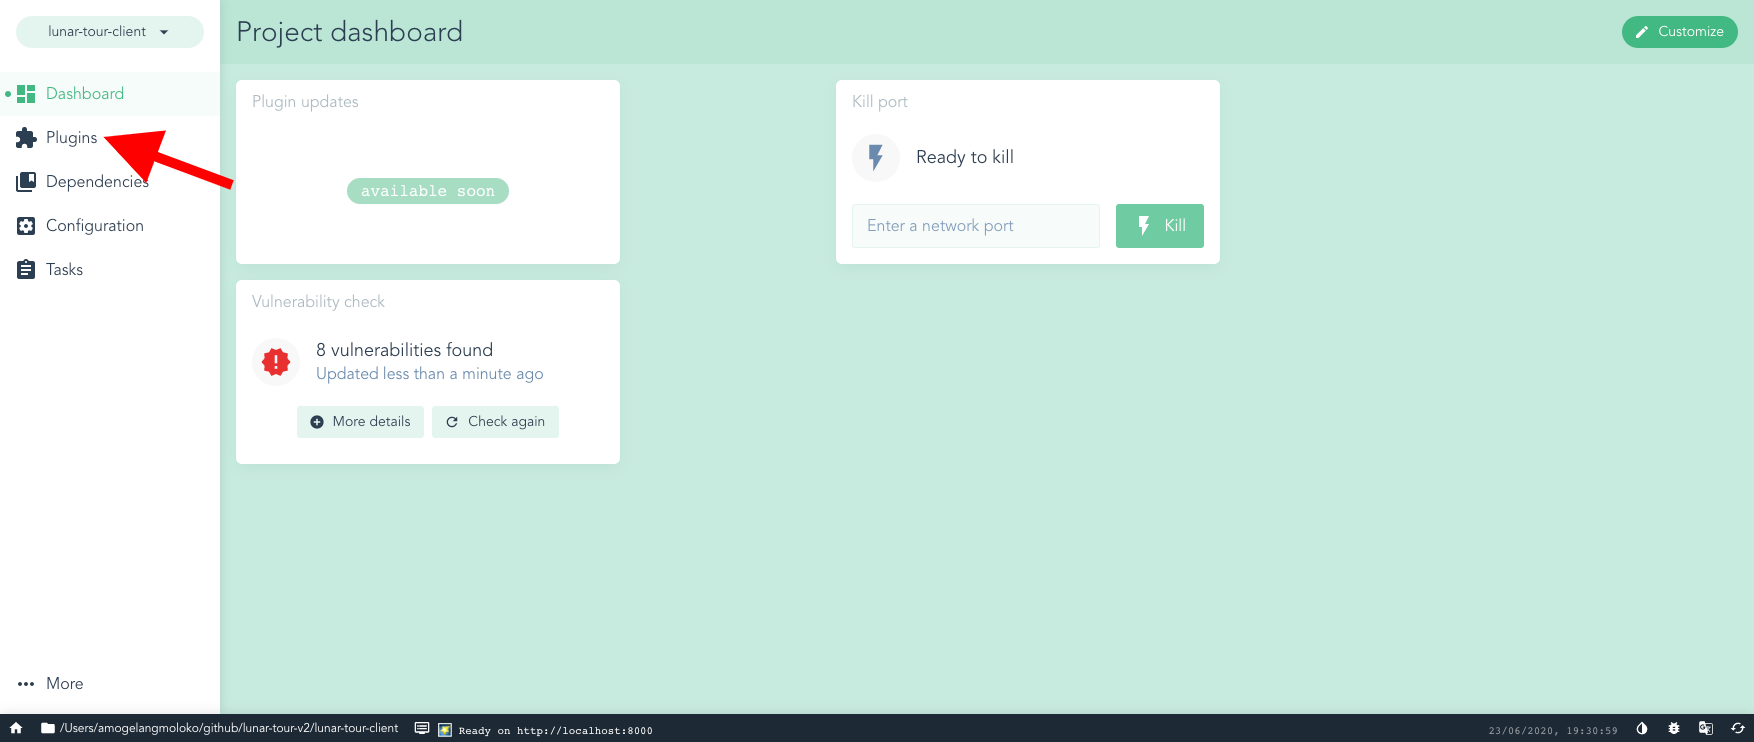 lunar-tour-client
Project dashboard
Customize
Dashboard
Plugins
Dependencies
Configuration
Tasks
Plugin updates
available soon
Kill port
Ready to kill
Enter a network port
Kill
Vulnerability check
8 vulnerabilities found
Updated less than a minute ago
More details
Check again
More
/Users/amogelangmoloko/github/lunar-tour-v2/lunar-tour-client
Ready on http://localhost:8000
23/06/2020, 19:30:59